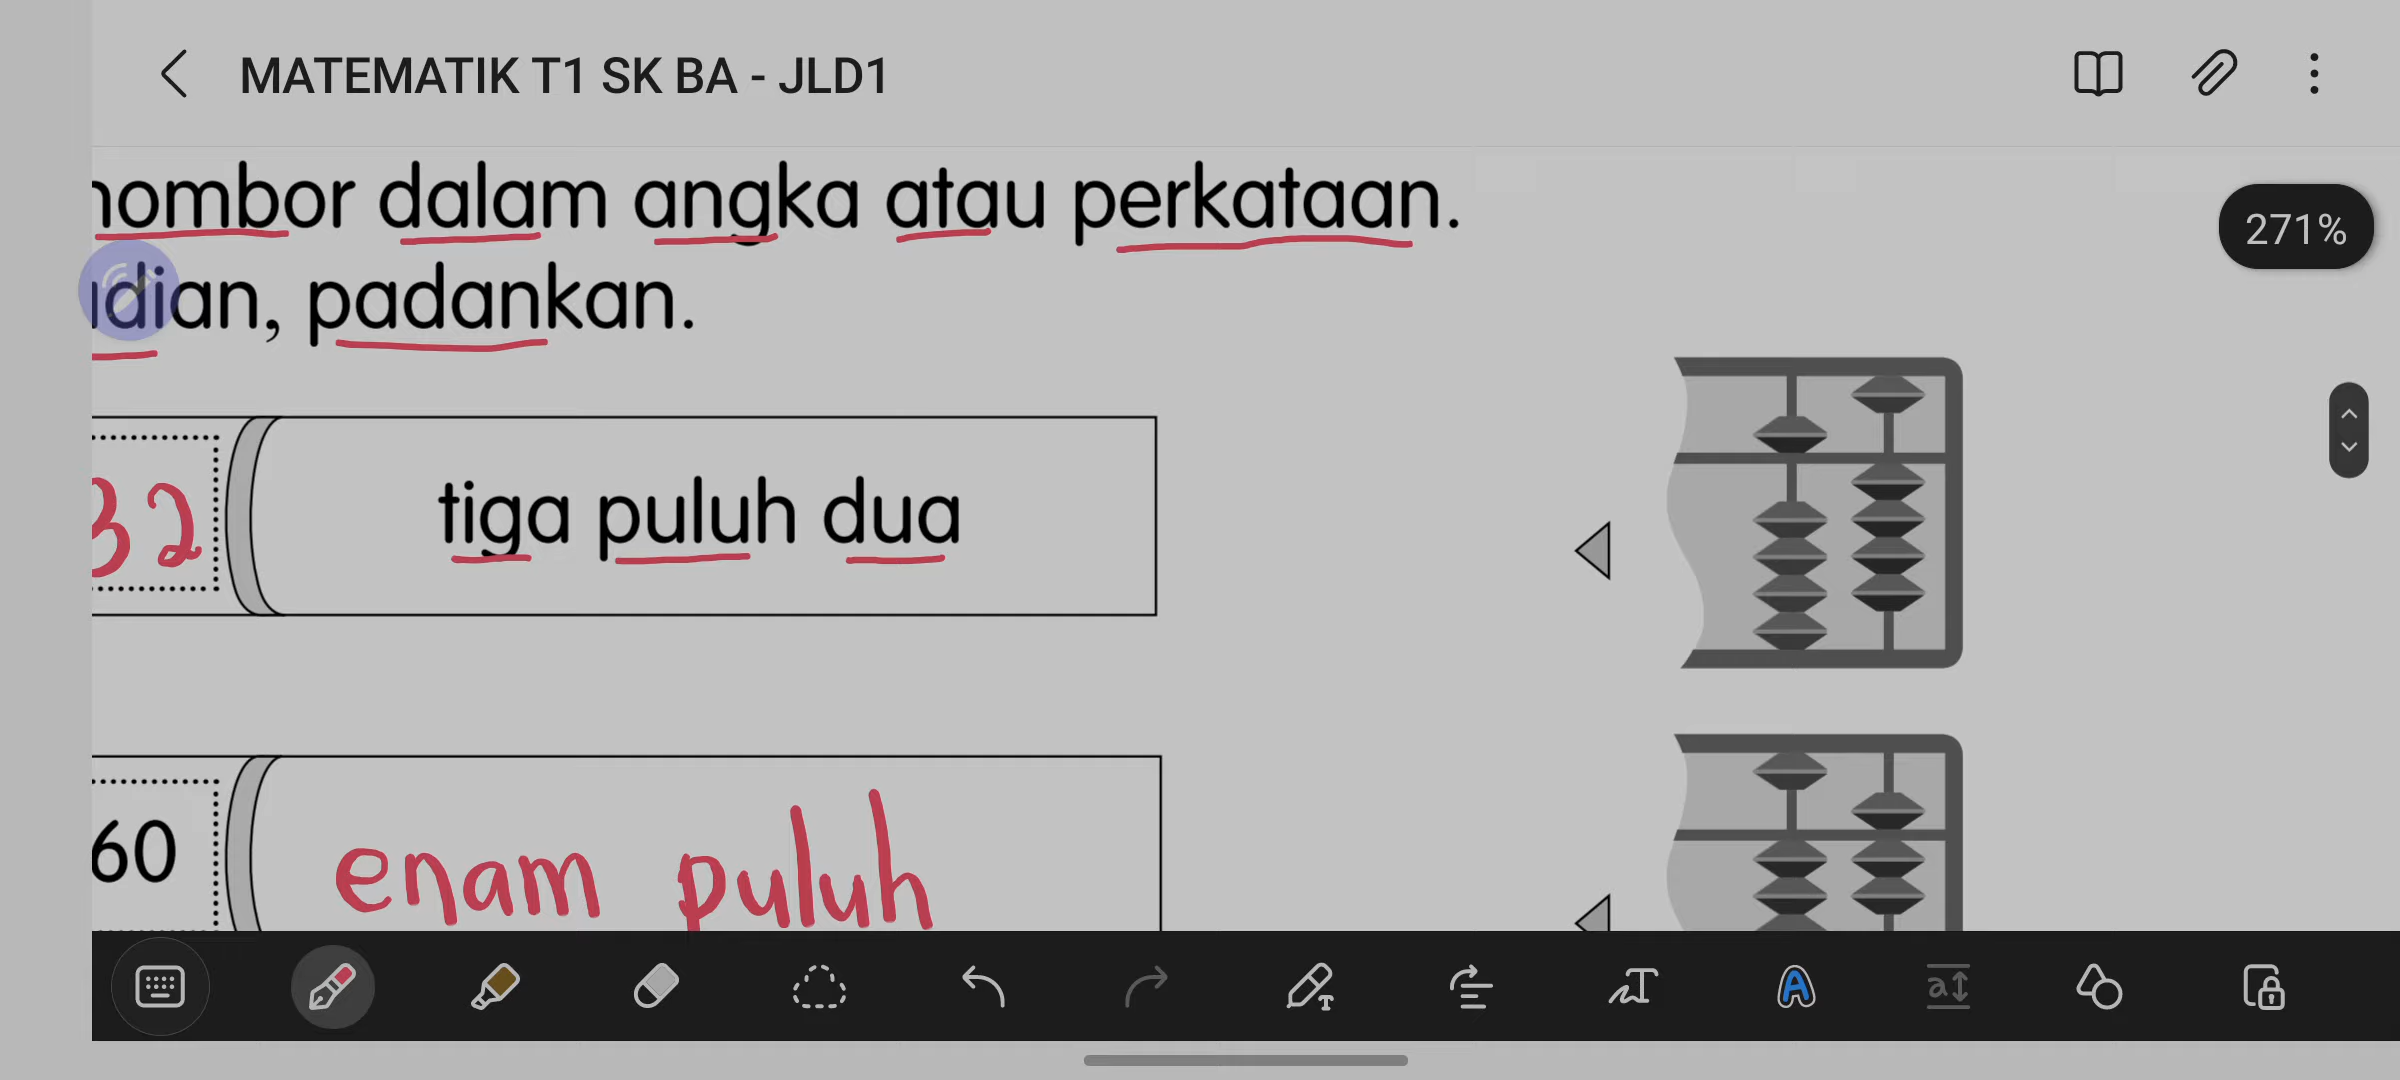 MATEMATIK T1 SK BA - JLD1
nombor dalam angka atau perkataan.
271%
dian, padankan.
32 tiga puluh dua
60 enam puluh